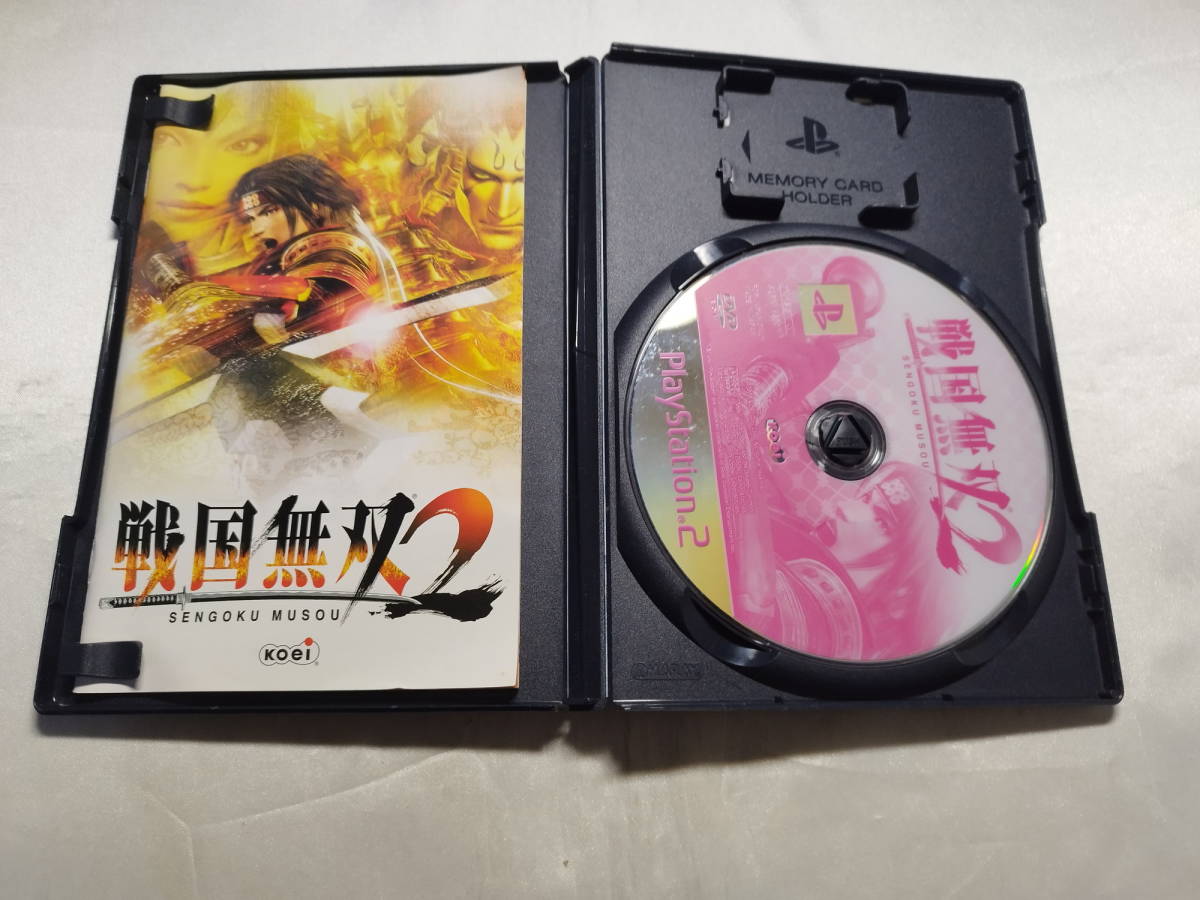 戦国無双2
SENGOKU MUSOU
KOEI
MEMORY CARD
HOLDER
戦国無双2
SENGOKU MUSOU
PlayStation®2
KOEI